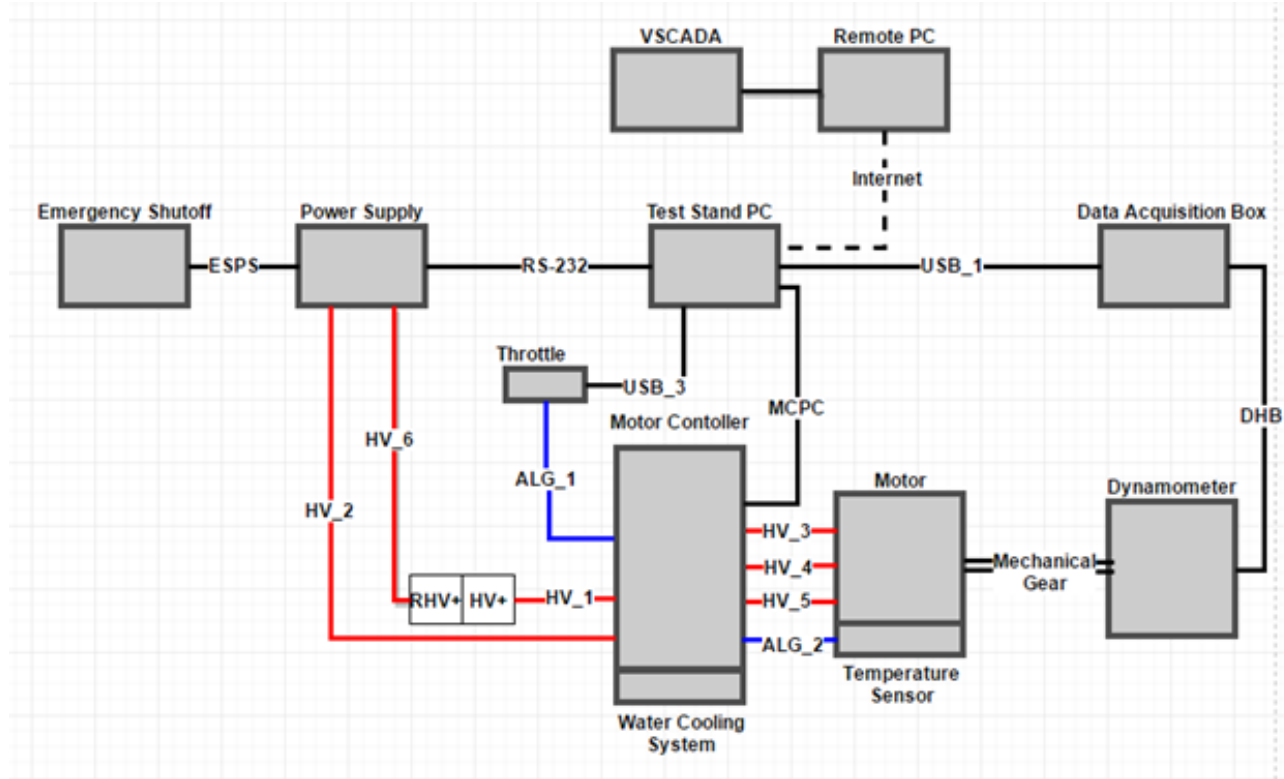 VSCADA
Remote PC
Internet
Emergency Shutoff
Power Supply
Test Stand PC
Data Acquisition Box
ESPS
RS-232
USB_1
Throttle
USB_3
MCPC
DHB
Motor Contoller
HV_6
ALG_1
HV_2
Motor
Dynamometer
HV_3
HV_4
HV_5
Mechanical
Gear
RHV+
HV+
HV_1
ALG_2
Temperature
Sensor
Water Cooling
System